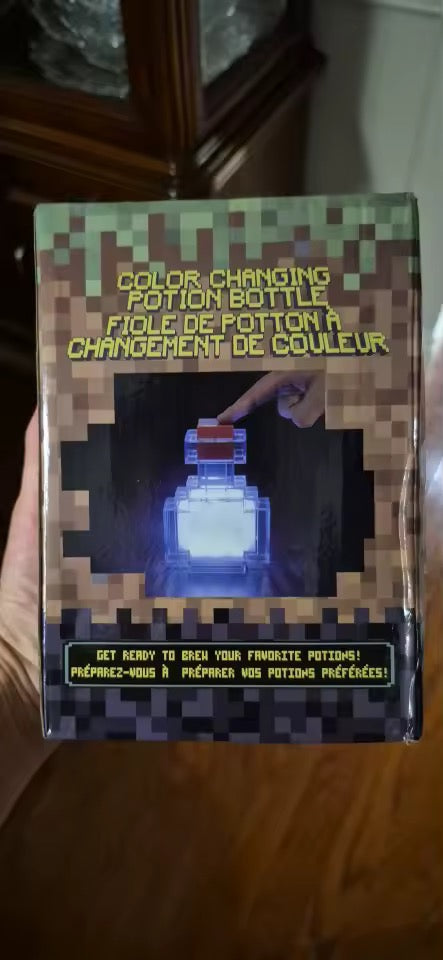 COLOR CHANGING
POTION BOTTLE
FIOLE DE POTTON À
CHANGEMENT DE COULEUR
GET READY TO BREW YOUR FAVORITE POTIONS!
PRÉPAREZ-VOUS À PRÉPARER VOS POTIONS PRÉFÉRÉES!